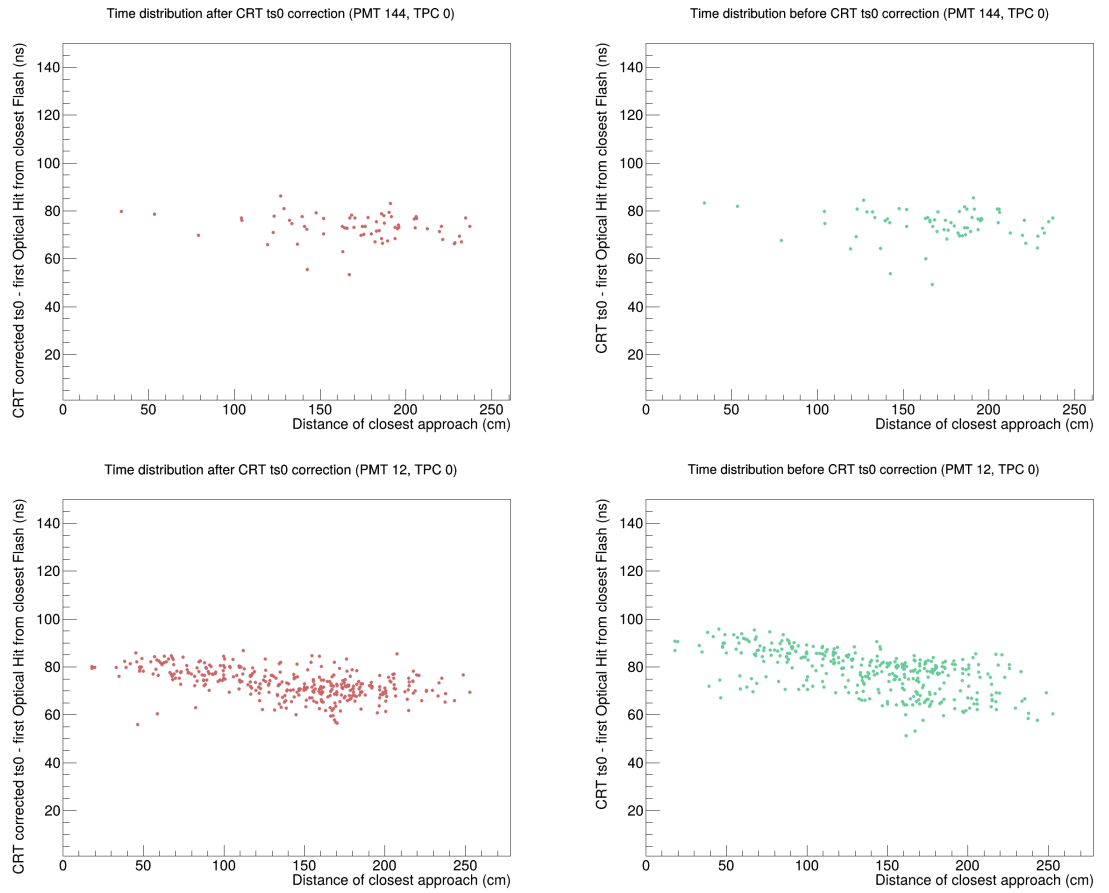 Time distribution after CRT ts0 correction (PMT 144, TPC 0)
CRT corrected ts0 - first Optical Hit from closest Flash (ns)
140
120
100
80
60
40
20
0 50 100 150 200 250
Distance of closest approach (cm)
Time distribution before CRT ts0 correction (PMT 144, TPC 0)
CRT ts0 - first Optical Hit from closest Flash (ns)
140
120
100
80
60
40
20
0 50 100 150 200 250
Distance of closest approach (cm)
Time distribution after CRT ts0 correction (PMT 12, TPC 0)
CRT corrected ts0 - first Optical Hit from closest Flash (ns)
140
120
100
80
60
40
20
0 50 100 150 200 250
Distance of closest approach (cm)
Time distribution before CRT ts0 correction (PMT 12, TPC 0)
CRT ts0 - first Optical Hit from closest Flash (ns)
140
120
100
80
60
40
20
0 50 100 150 200 250
Distance of closest approach (cm)